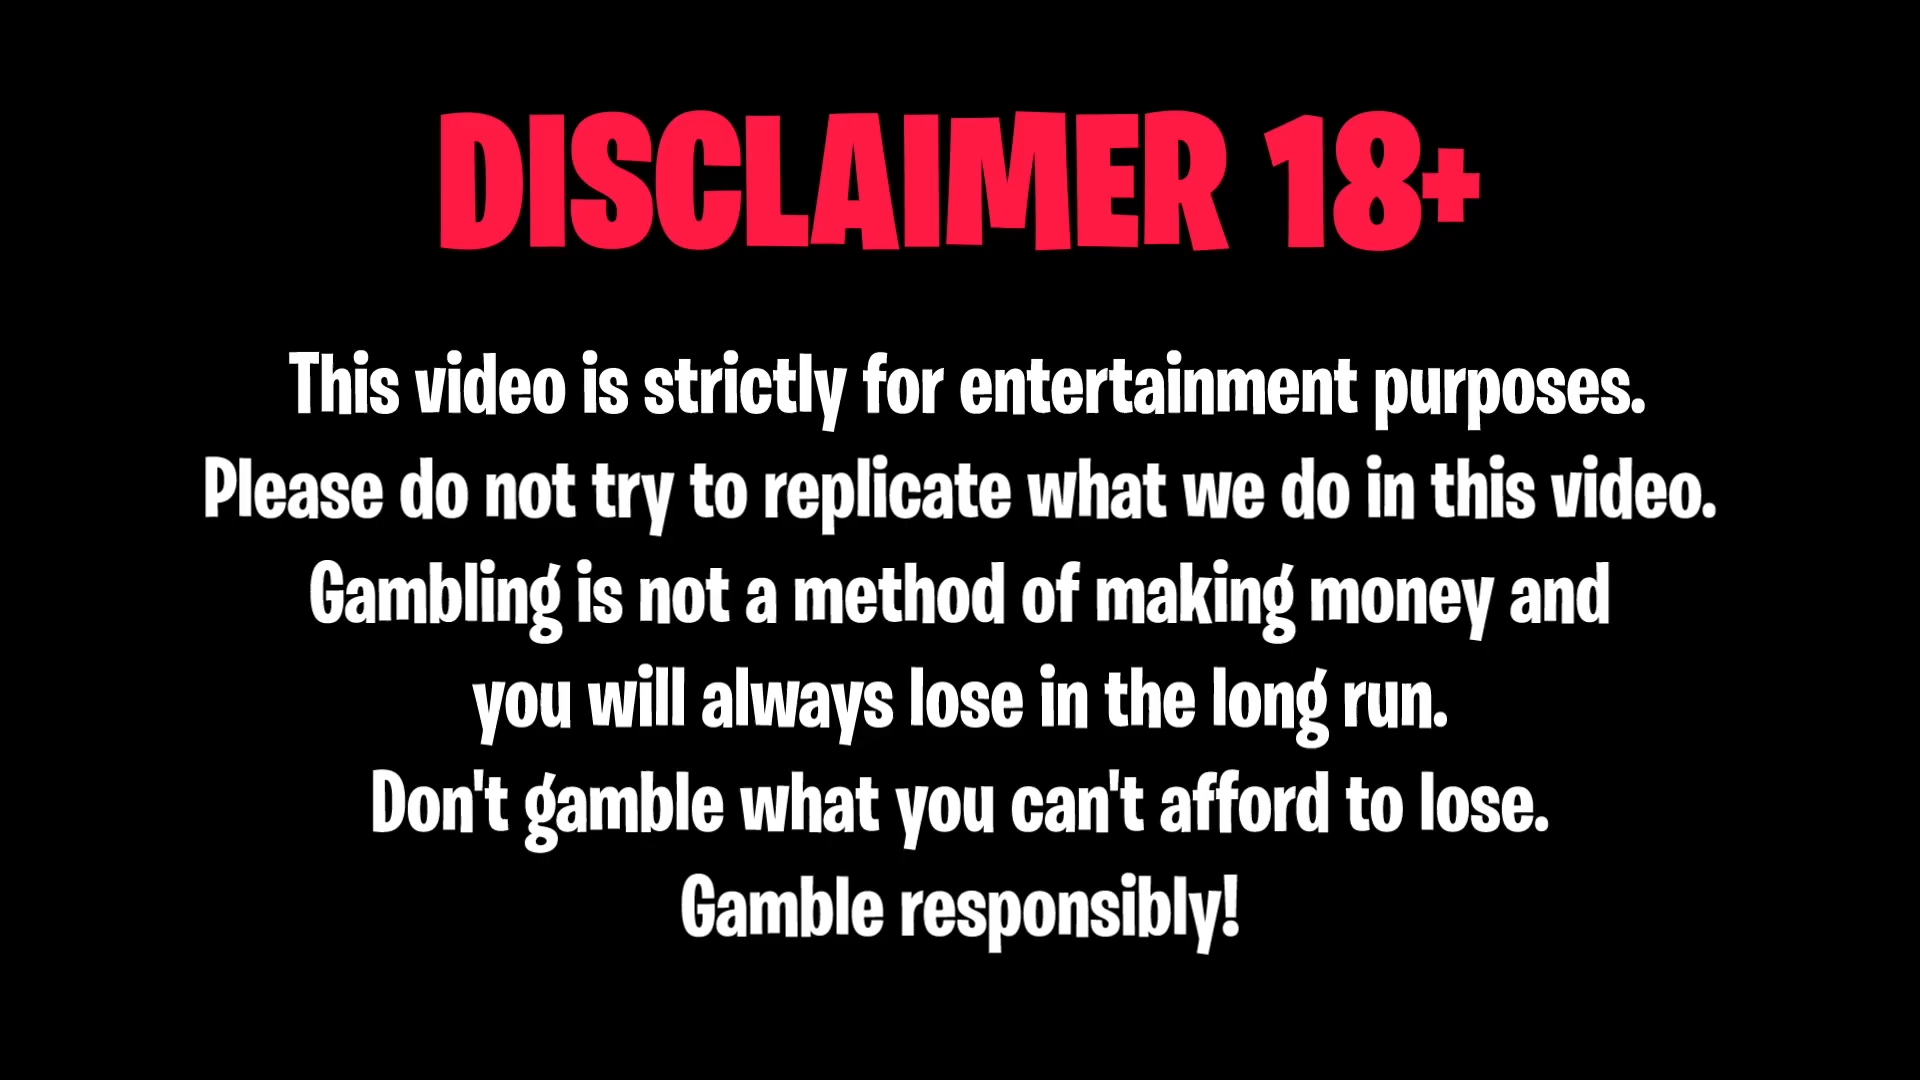 DISCLAIMER 18+
This video is strictly for entertainment purposes.
Please do not try to replicate what we do in this video.
Gambling is not a method of making money and
you will always lose in the long run.
Don't gamble what you can't afford to lose.
Gamble responsibly!